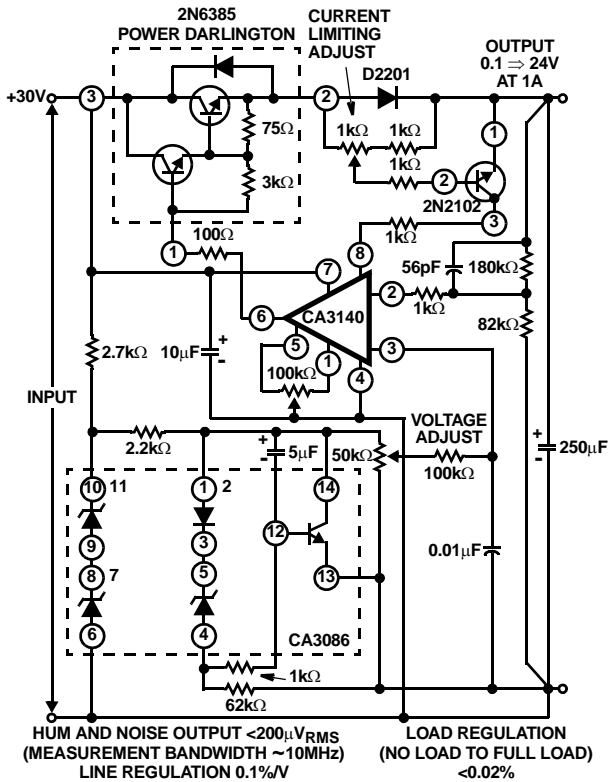 2N6385
POWER DARLINGTON
CURRENT
LIMITING
ADJUST
OUTPUT
0.1 ⇒ 24V
AT 1A
D2201
+30V
3
2
1
75Ω
1kΩ
1kΩ
1kΩ
3kΩ
2
2N2102
3
1kΩ
1
100Ω
8
7
56pF
180kΩ
6
CA3140
2
1kΩ
82kΩ
5
1
3
4
2.7kΩ
10μF
+
-
100kΩ
INPUT
VOLTAGE
ADJUST
2.2kΩ
+
-
5μF
50kΩ
100kΩ
+
-
250μF
10
11
1
2
14
12
9
3
0.01μF
8
7
5
13
6
4
CA3086
1kΩ
62kΩ
HUM AND NOISE OUTPUT <200μVRMS
(MEASUREMENT BANDWIDTH ~10MHz)
LINE REGULATION 0.1%/V
LOAD REGULATION
(NO LOAD TO FULL LOAD)
<0.02%